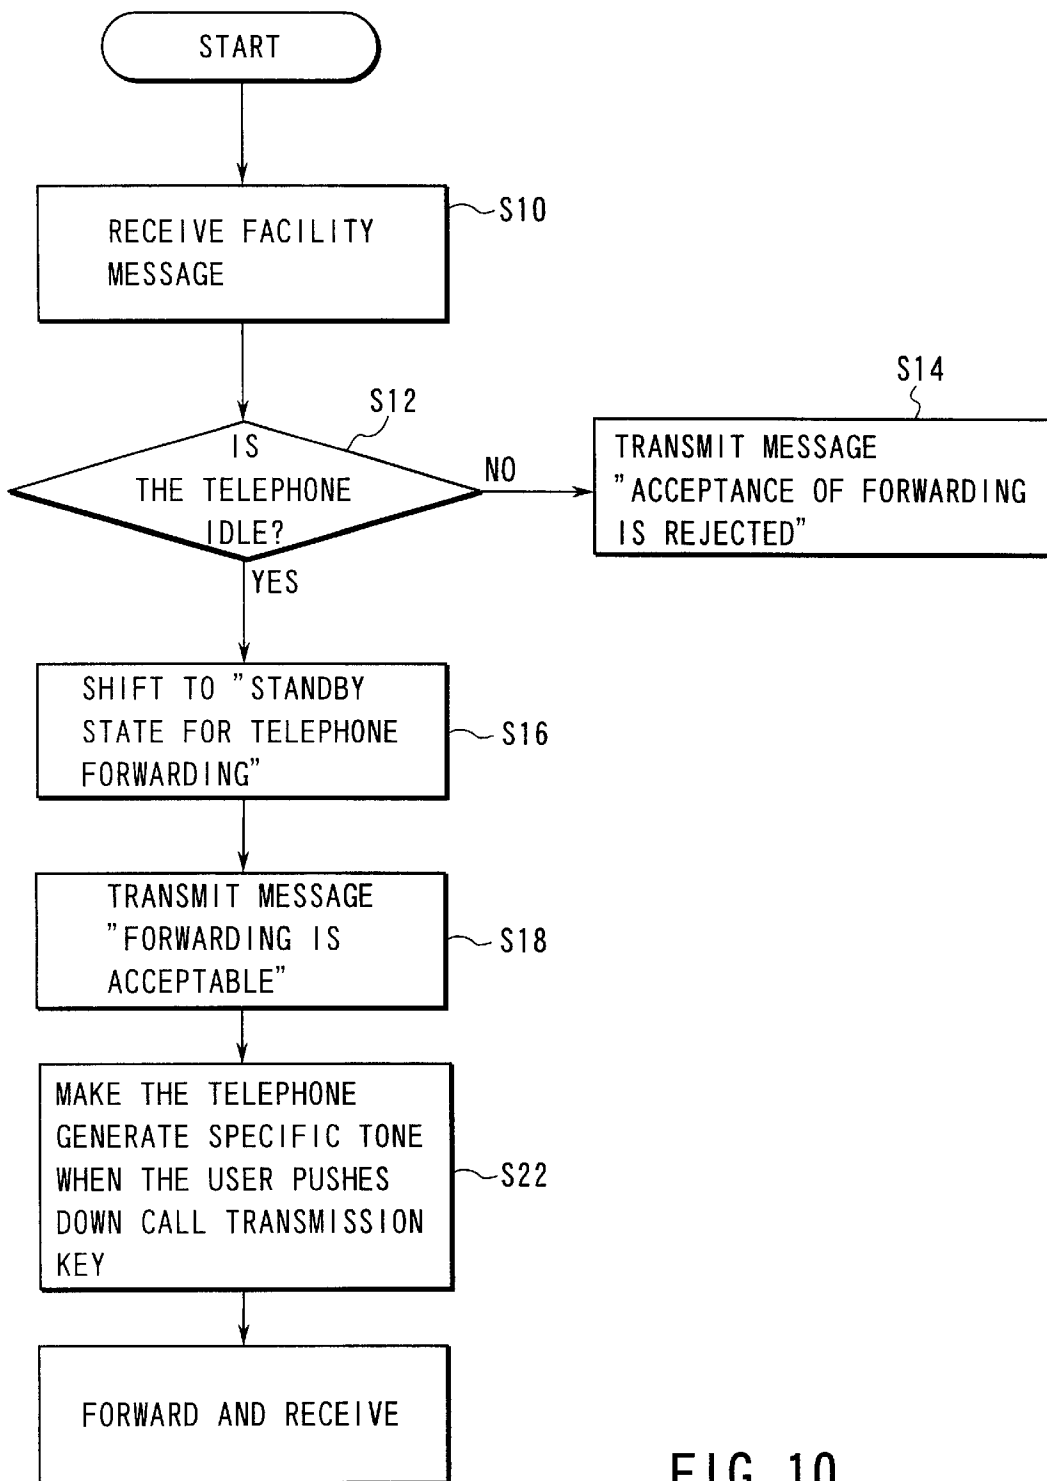 START
RECEIVE FACILITY
MESSAGE
S10
S12
IS
THE TELEPHONE
IDLE?
NO
YES
S14
TRANSMIT MESSAGE
"ACCEPTANCE OF FORWARDING
IS REJECTED"
SHIFT TO "STANDBY
STATE FOR TELEPHONE
FORWARDING"
S16
TRANSMIT MESSAGE
"FORWARDING IS
ACCEPTABLE"
S18
MAKE THE TELEPHONE
GENERATE SPECIFIC TONE
WHEN THE USER PUSHES
DOWN CALL TRANSMISSION
KEY
S22
FORWARD AND RECEIVE
FIG. 10